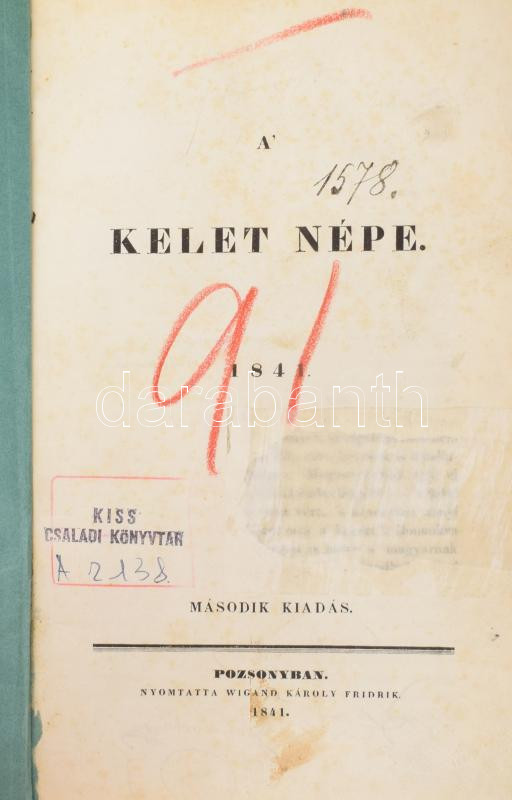 A'
1578.
KELET NÉPE.
91
1841.
darabanth
KISS
CSALADI KÖNYVTAR
A 2138.
MÁSODIK KIADÁS.
POZSONYBAN.
NYOMTATTA WIGAND KÁROLY FRIDRIK.
1841.